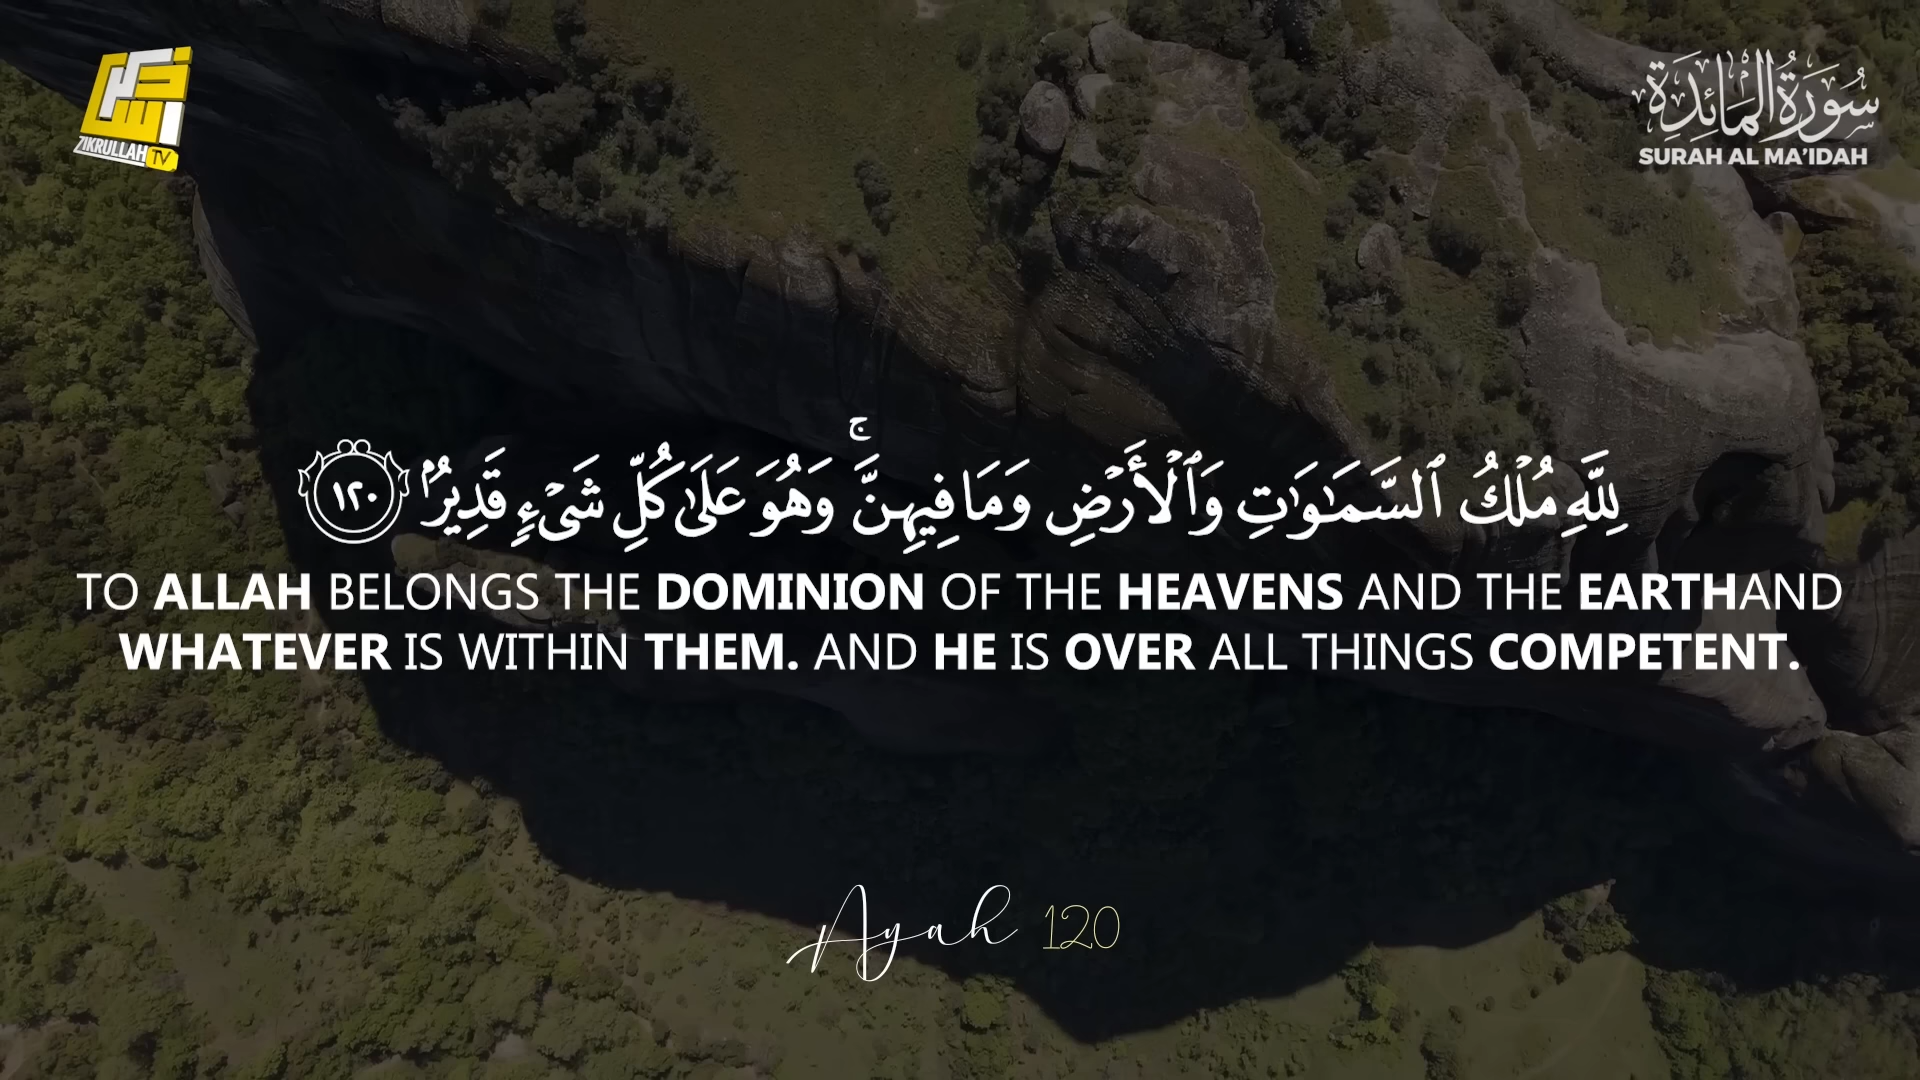 ذكر الله
ZIKRULLAH TV
سُورَةُ المَائِدَة
SURAH AL MA'IDAH
لِلَّهِ مُلْكُ ٱلسَّمَـٰوَٰتِ وَٱلْأَرْضِ وَمَا فِيهِنَّ ۚ وَهُوَ عَلَىٰ كُلِّ شَىْءٍ قَدِيرٌۢ ١٢٠
TO ALLAH BELONGS THE DOMINION OF THE HEAVENS AND THE EARTHAND
WHATEVER IS WITHIN THEM. AND HE IS OVER ALL THINGS COMPETENT.
Ayah 120